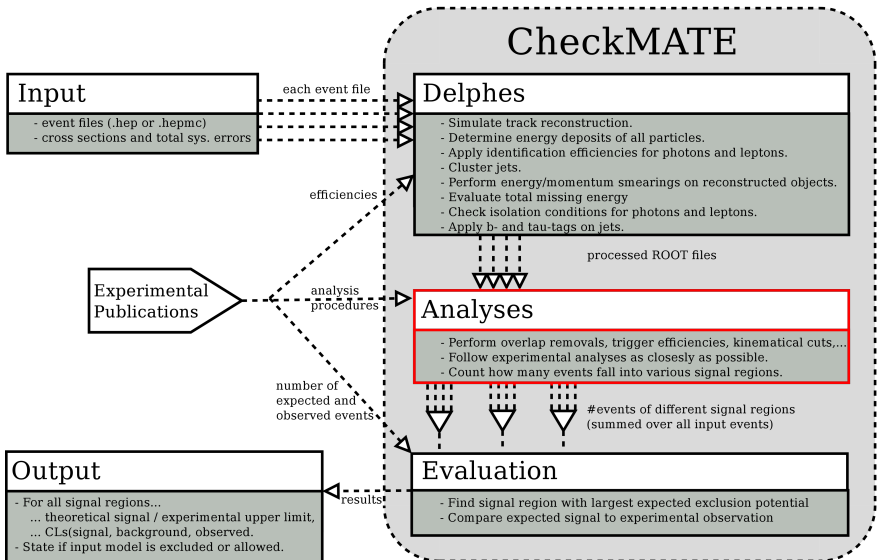 CheckMATE
Input
- event files (.hep or .hepmc)
- cross sections and total sys. errors
each event file
Delphes
- Simulate track reconstruction.
- Determine energy deposits of all particles.
- Apply identification efficiencies for photons and leptons.
- Cluster jets.
- Perform energy/momentum smearings on reconstructed objects.
- Evaluate total missing energy
- Check isolation conditions for photons and leptons.
- Apply b- and tau-tags on jets.
efficiencies
processed ROOT files
Experimental
Publications
analysis
procedures
Analyses
- Perform overlap removals, trigger efficiencies, kinematical cuts,...
- Follow experimental analyses as closesly as possible.
- Count how many events fall into various signal regions.
number of
expected and
observed events
#events of different signal regions
(summed over all input events)
Output
- For all signal regions...
... theoretical signal / experimental upper limit,
... CLs(signal, background, observed.
- State if input model is excluded or allowed.
results
Evaluation
- Find signal region with largest expected exclusion potential
- Compare expected signal to experimental observation